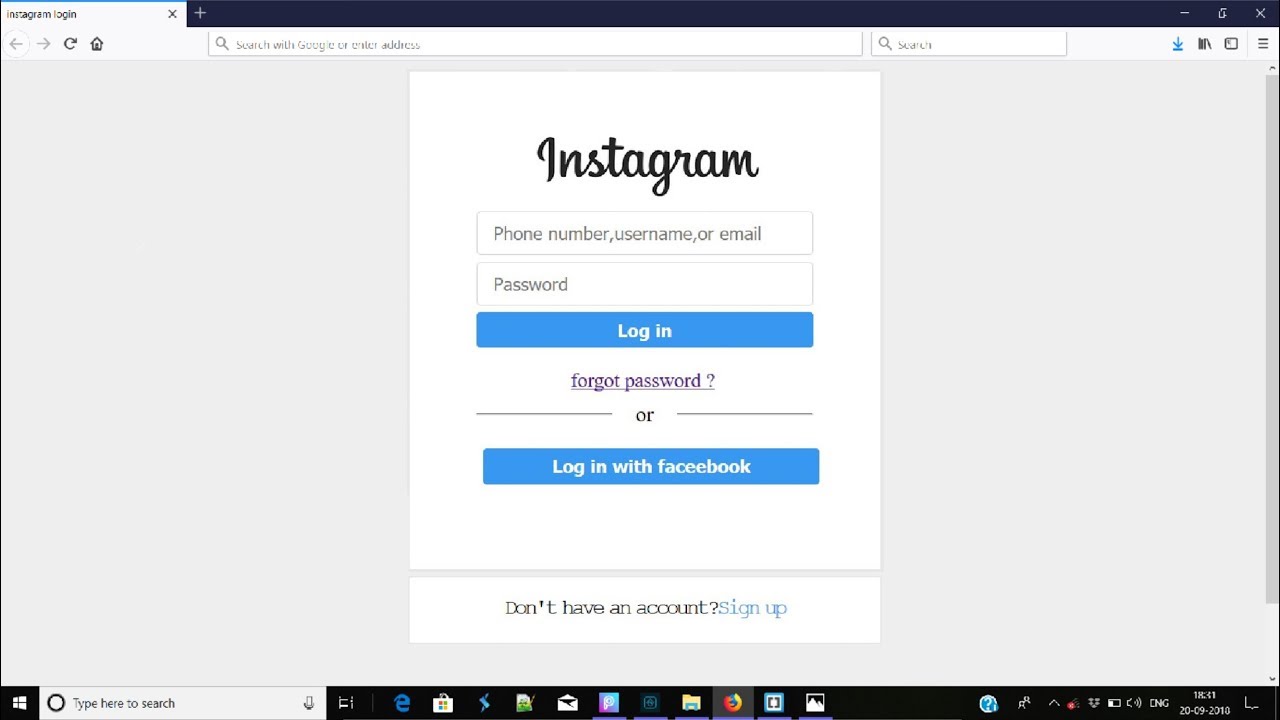 instagram login
Search with Google or enter address
Search
Instagram
Phone number,username,or email
Password
Log in
forgot password ?
or
Log in with faceebook
Don't have an account?Sign up
Type here to search
ENG
18:31
20-09-2018